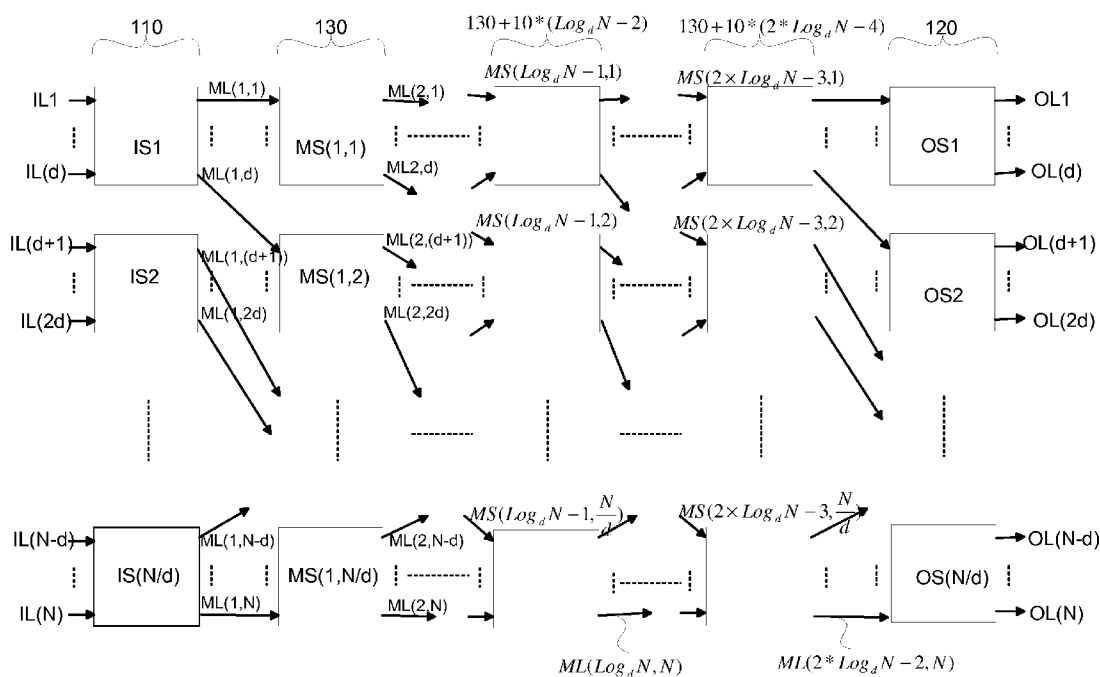 110
130
130+10*(Log_d N−2)
130+10*(2*Log_d N−4)
120
MS(Log_d N−1,1)
MS(2×Log_d N−3,1)
IL1
ML(1,1)
ML(2,1)
OL1
IS1
MS(1,1)
OS1
IL(d)
ML(1,d)
ML2,d)
OL(d)
MS(Log_d N−1,2)
MS(2×Log_d N−3,2)
IL(d+1)
ML(1,(d+1))
ML(2,(d+1))
OL(d+1)
IS2
MS(1,2)
OS2
IL(2d)
ML(1,2d)
ML(2,2d)
OL(2d)
MS(Log_d N−1,N/d)
MS(2×Log_d N−3,N/d)
IL(N-d)
ML(1,N-d)
ML(2,N-d)
OL(N-d)
IS(N/d)
MS(1,N/d)
OS(N/d)
IL(N)
ML(1,N)
ML(2,N)
OL(N)
ML(Log_d N,N)
ML(2*Log_d N−2,N)